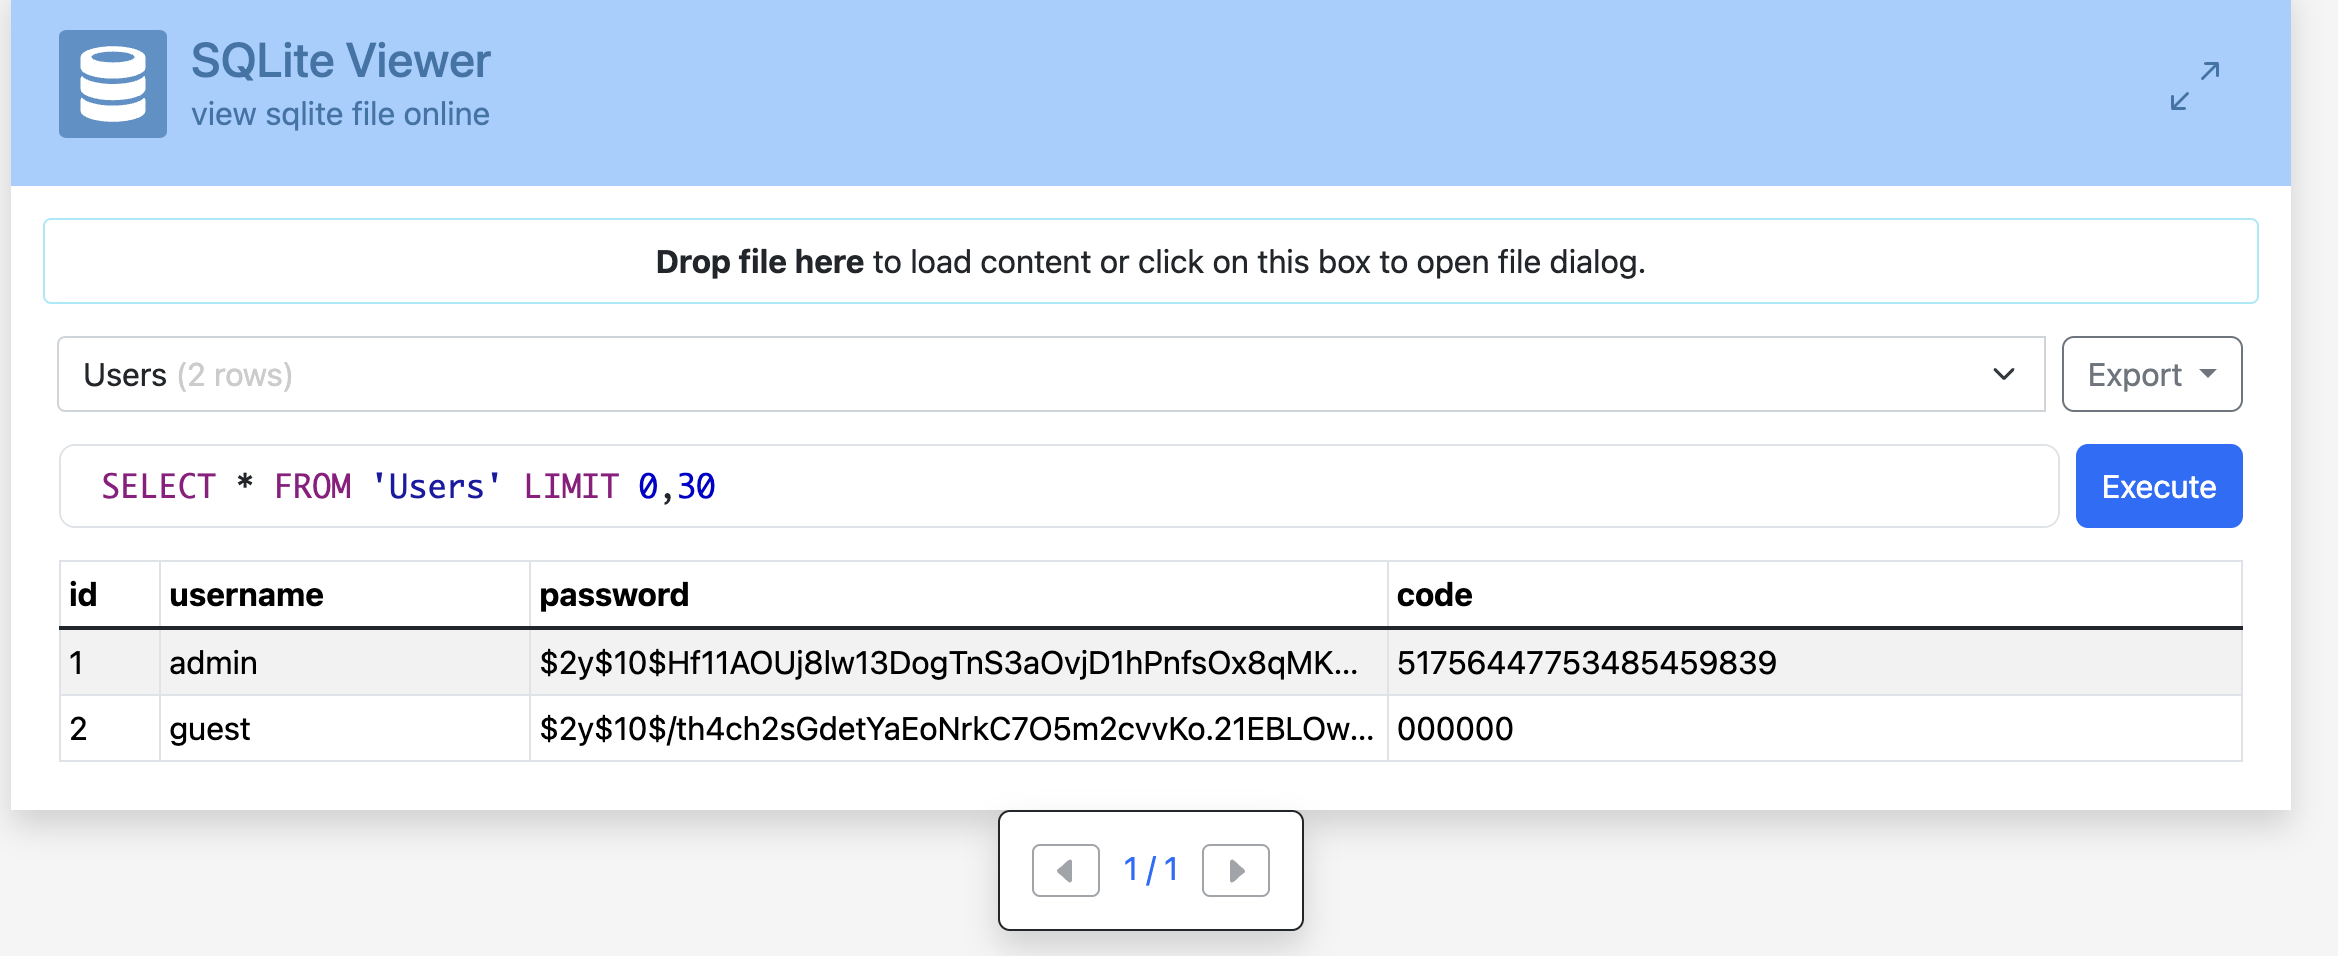 SQLite Viewer
view sqlite file online
Drop file here to load content or click on this box to open file dialog.
Users (2 rows)
Export
SELECT * FROM 'Users' LIMIT 0,30
Execute
id username password code
1 admin $2y$10$Hf11AOUj8lw13DogTnS3aOvjD1hPnfsOx8qMK... 51756447753485459839
2 guest $2y$10$/th4ch2sGdetYaEoNrkC7O5m2cvvKo.21EBLOw... 000000
1 / 1